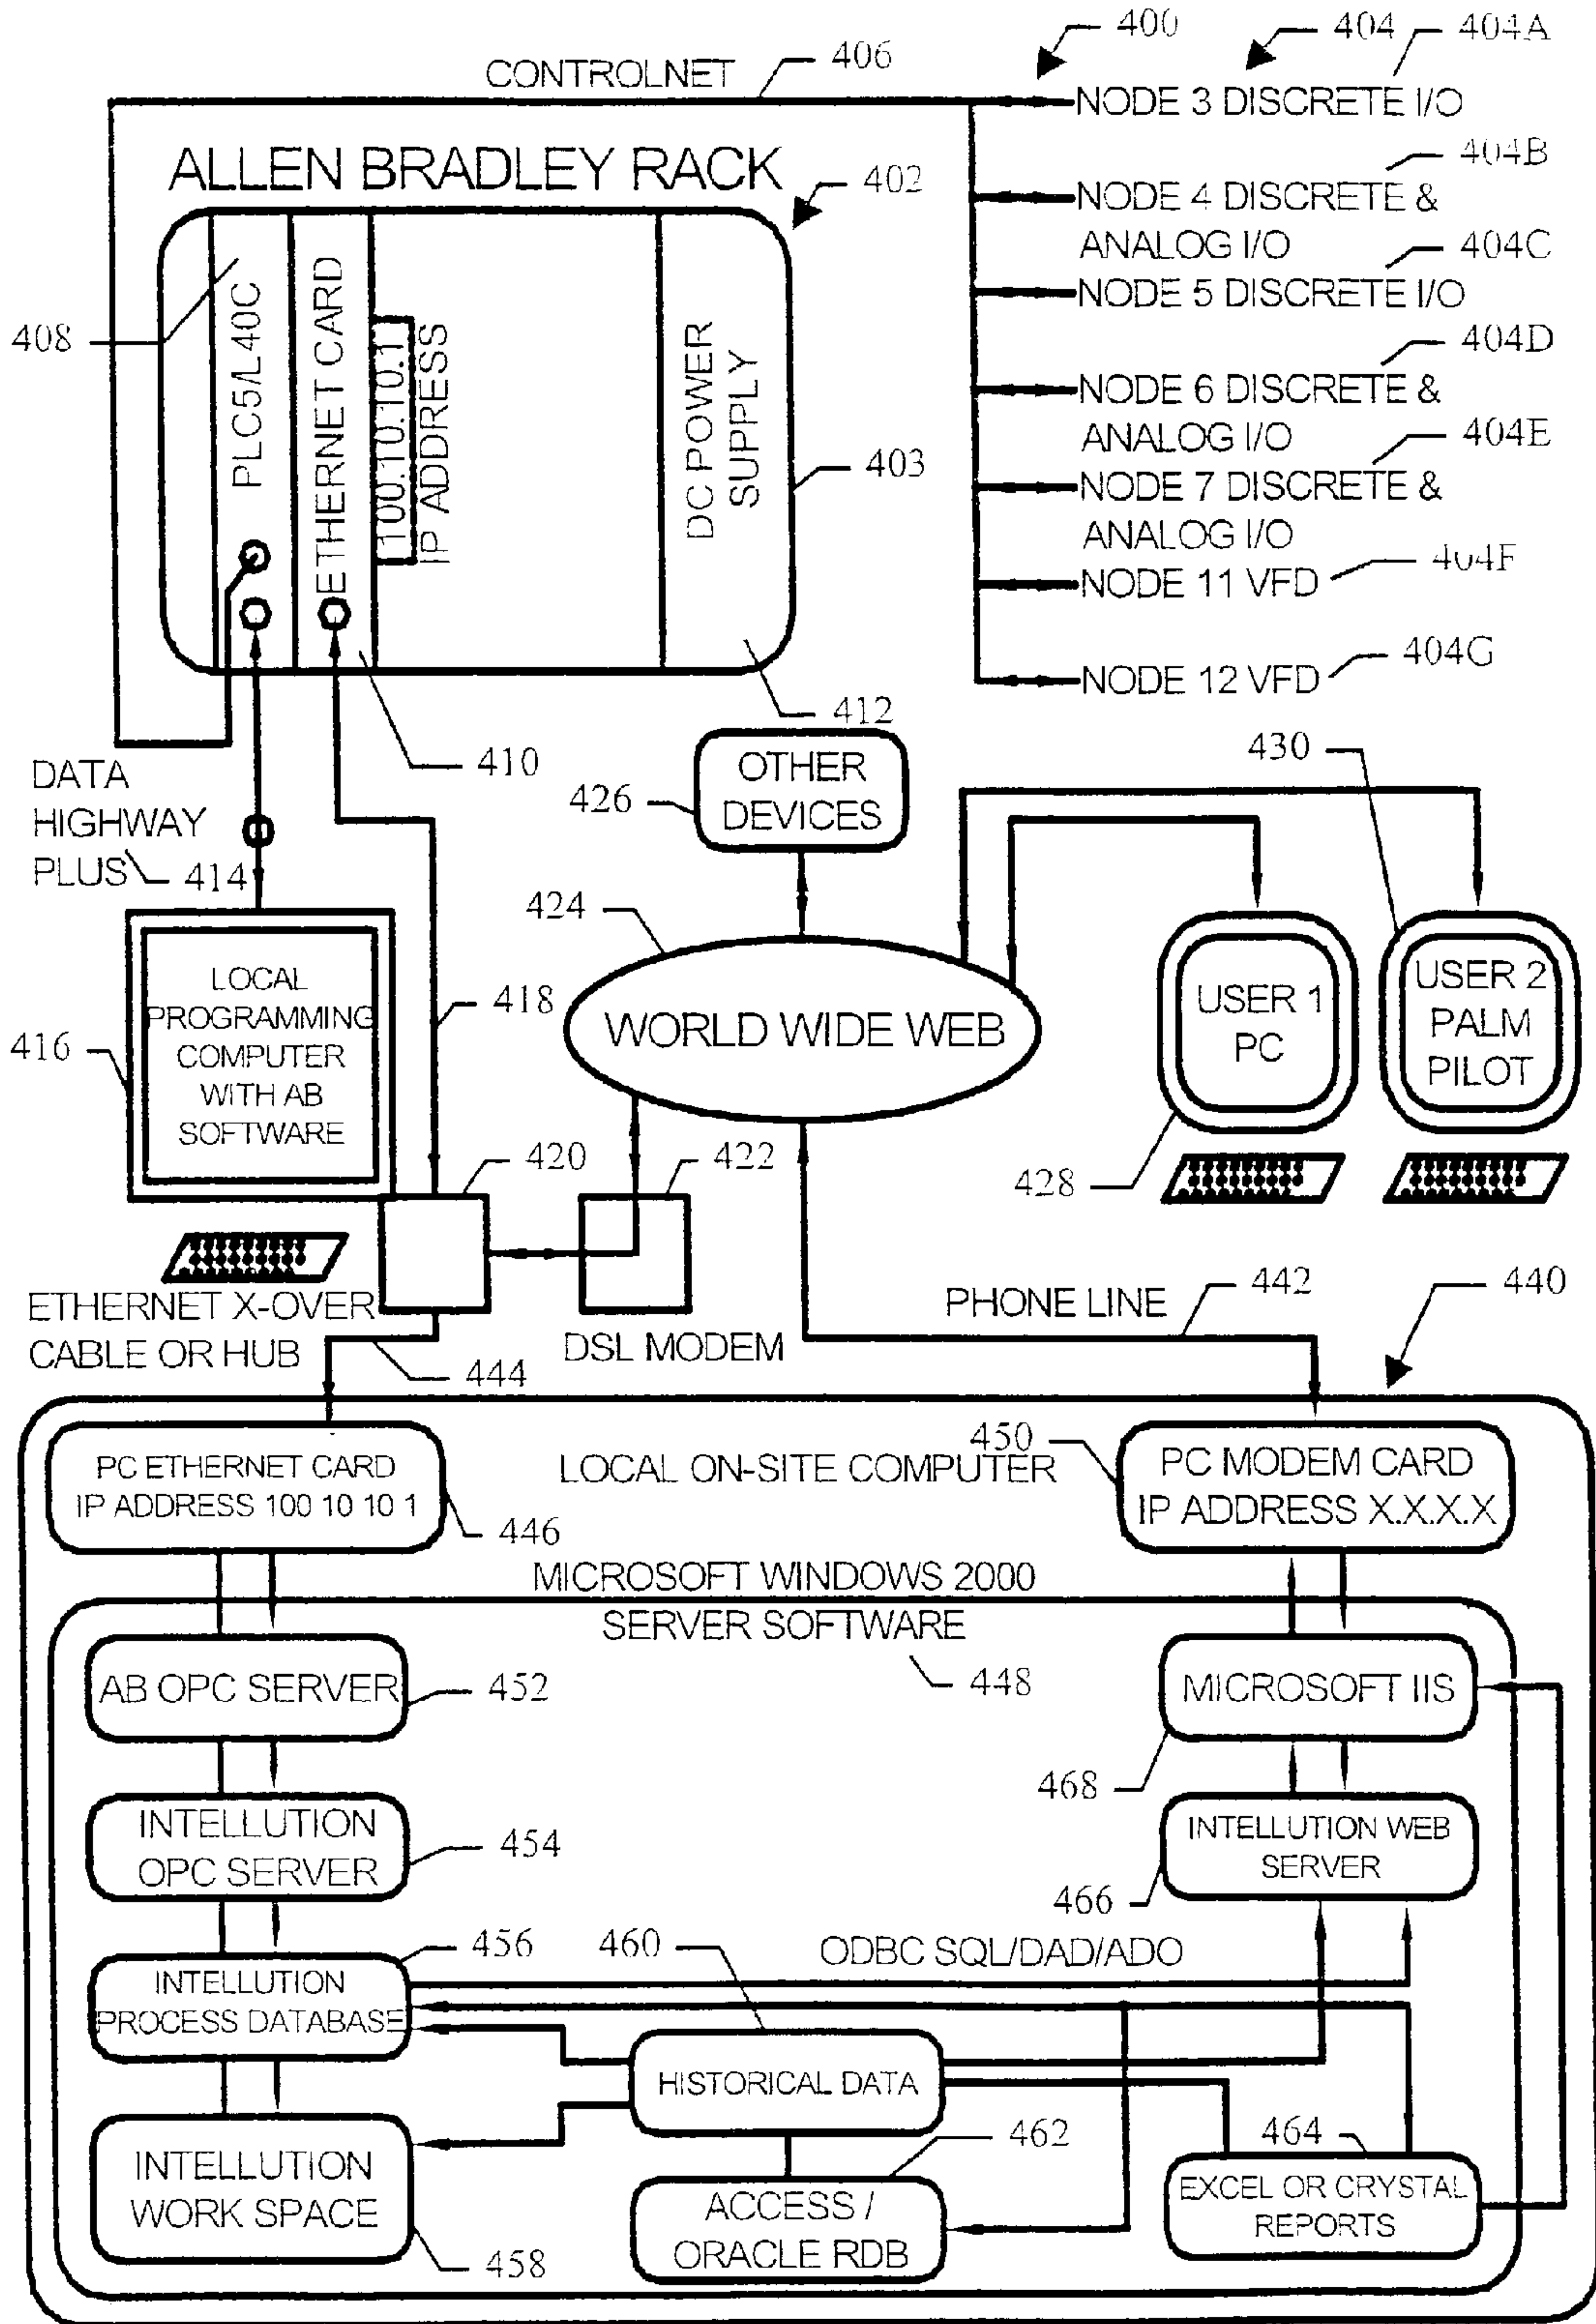 400
404
404A
CONTROLNET
406
NODE 3 DISCRETE I/O
ALLEN BRADLEY RACK
402
404B
NODE 4 DISCRETE &
ANALOG I/O
404C
NODE 5 DISCRETE I/O
408
PLC5/L40C
ETHERNET CARD
100.10.10.1
IP ADDRESS
DC POWER
SUPPLY
403
404D
NODE 6 DISCRETE &
ANALOG I/O
404E
NODE 7 DISCRETE &
ANALOG I/O
404F
NODE 11 VFD
404G
NODE 12 VFD
412
410
DATA
HIGHWAY
PLUS
414
OTHER
DEVICES
426
430
424
LOCAL
PROGRAMMING
COMPUTER
WITH AB
SOFTWARE
416
418
WORLD WIDE WEB
USER 1
PC
USER 2
PALM
PILOT
428
420
422
ETHERNET X-OVER
CABLE OR HUB
444
DSL MODEM
PHONE LINE
442
440
PC ETHERNET CARD
IP ADDRESS 100 10 10 1
446
LOCAL ON-SITE COMPUTER
450
PC MODEM CARD
IP ADDRESS X.X.X.X
MICROSOFT WINDOWS 2000
SERVER SOFTWARE
448
AB OPC SERVER
452
MICROSOFT IIS
468
INTELLUTION
OPC SERVER
454
INTELLUTION WEB
SERVER
466
456
460
ODBC SQL/DAD/ADO
INTELLUTION
PROCESS DATABASE
HISTORICAL DATA
462
464
INTELLUTION
WORK SPACE
458
ACCESS /
ORACLE RDB
EXCEL OR CRYSTAL
REPORTS